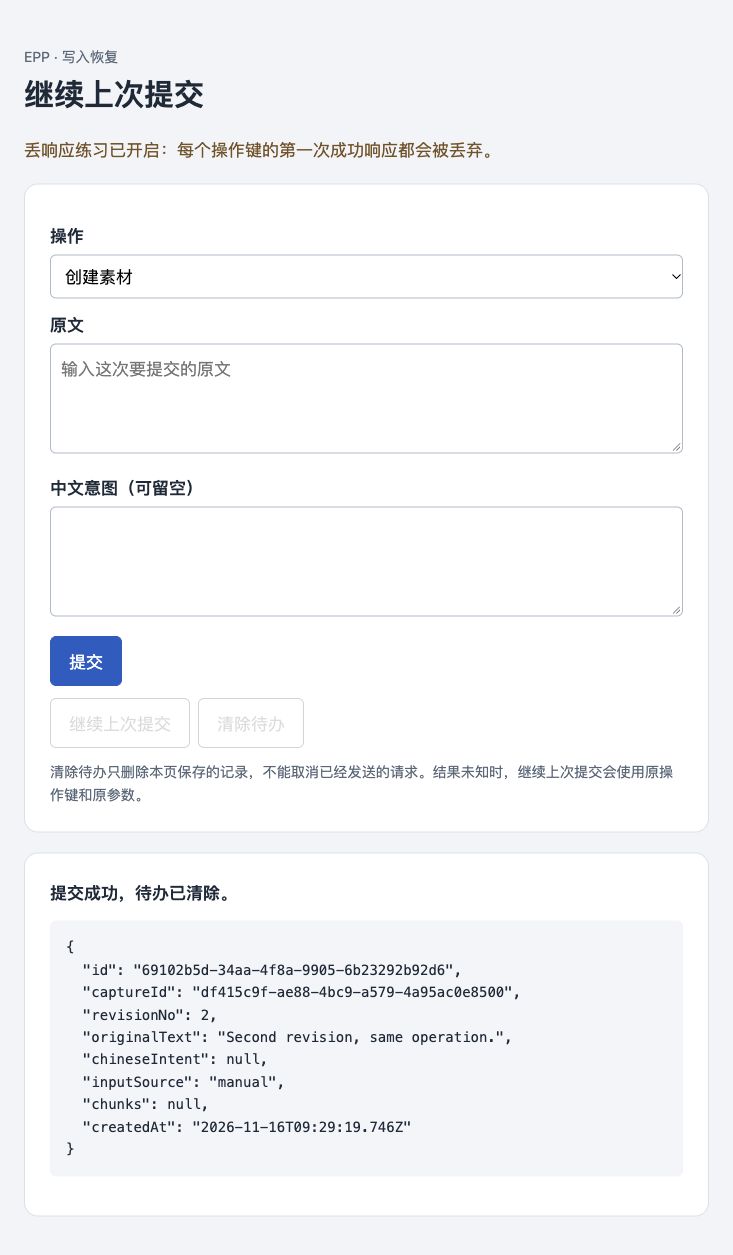 EPP · 写入恢复
继续上次提交
丢响应练习已开启：每个操作键的第一次成功响应都会被丢弃。
操作
创建素材
原文
输入这次要提交的原文
中文意图（可留空）
提交
继续上次提交
清除待办
清除待办只删除本页保存的记录，不能取消已经发送的请求。结果未知时，继续上次提交会使用原操
作键和原参数。
提交成功，待办已清除。
{
  "id": "69102b5d-34aa-4f8a-9905-6b23292b92d6",
  "captureId": "df415c9f-ae88-4bc9-a579-4a95ac0e8500",
  "revisionNo": 2,
  "originalText": "Second revision, same operation.",
  "chineseIntent": null,
  "inputSource": "manual",
  "chunks": null,
  "createdAt": "2026-11-16T09:29:19.746Z"
}